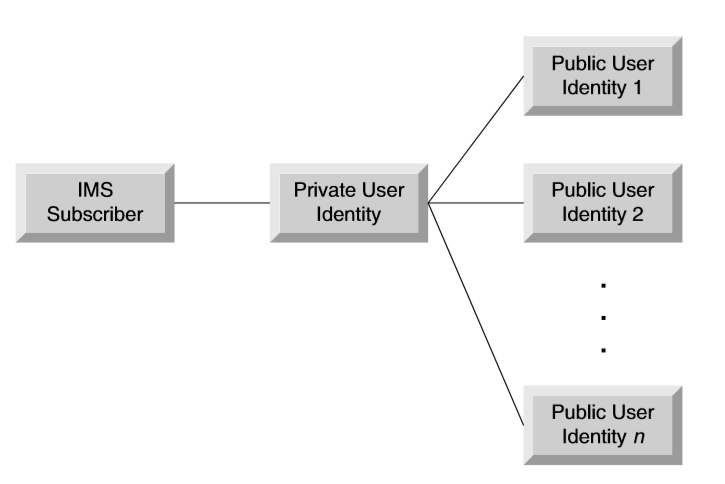 IMS
Subscriber
Private User
Identity
Public User
Identity 1
Public User
Identity 2
Public User
Identity n